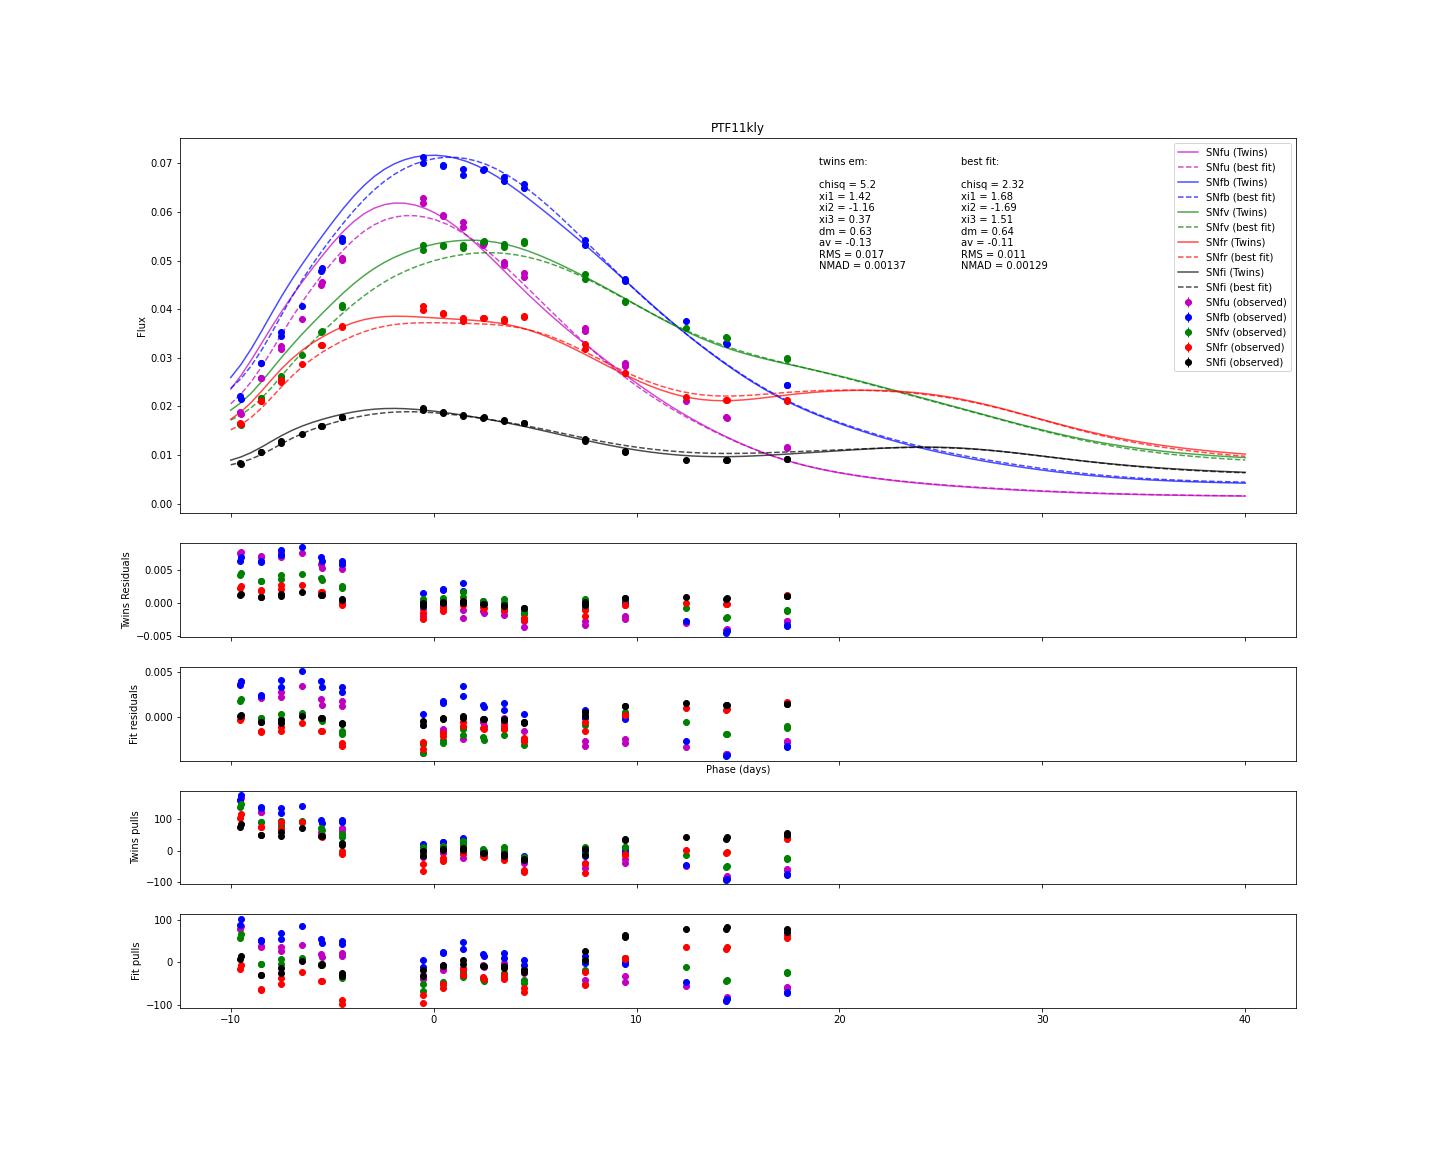 PTF11kly
Flux
0.07
0.06
0.05
0.04
0.03
0.02
0.01
0.00
twins em:
chisq = 5.2
xi1 = 1.42
xi2 = -1.16
xi3 = 0.37
dm = 0.63
av = -0.13
RMS = 0.017
NMAD = 0.00137
best fit:
chisq = 2.32
xi1 = 1.68
xi2 = -1.69
xi3 = 1.51
dm = 0.64
av = -0.11
RMS = 0.011
NMAD = 0.00129
SNfu (Twins)
SNfu (best fit)
SNfb (Twins)
SNfb (best fit)
SNfv (Twins)
SNfv (best fit)
SNfr (Twins)
SNfr (best fit)
SNfi (Twins)
SNfi (best fit)
SNfu (observed)
SNfb (observed)
SNfv (observed)
SNfr (observed)
SNfi (observed)
Twins Residuals
0.005
0.000
−0.005
Fit residuals
0.005
0.000
Phase (days)
Twins pulls
100
0
−100
Fit pulls
100
0
−100
−10
0
10
20
30
40